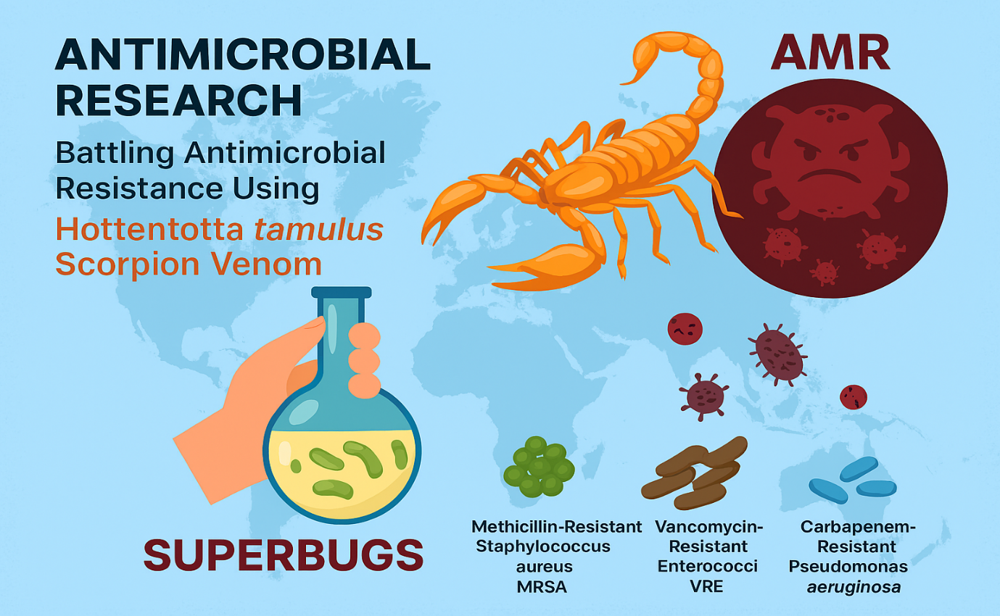 ANTIMICROBIAL
RESEARCH
Battling Antimicrobial
Resistance Using
Hottentotta tamulus
Scorpion Venom
AMR
SUPERBUGS
Methicillin-Resistant
Staphylococcus
aureus
MRSA
Vancomycin-
Resistant
Enterococci
VRE
Carbapenem-
Resistant
Pseudomonas
aeruginosa